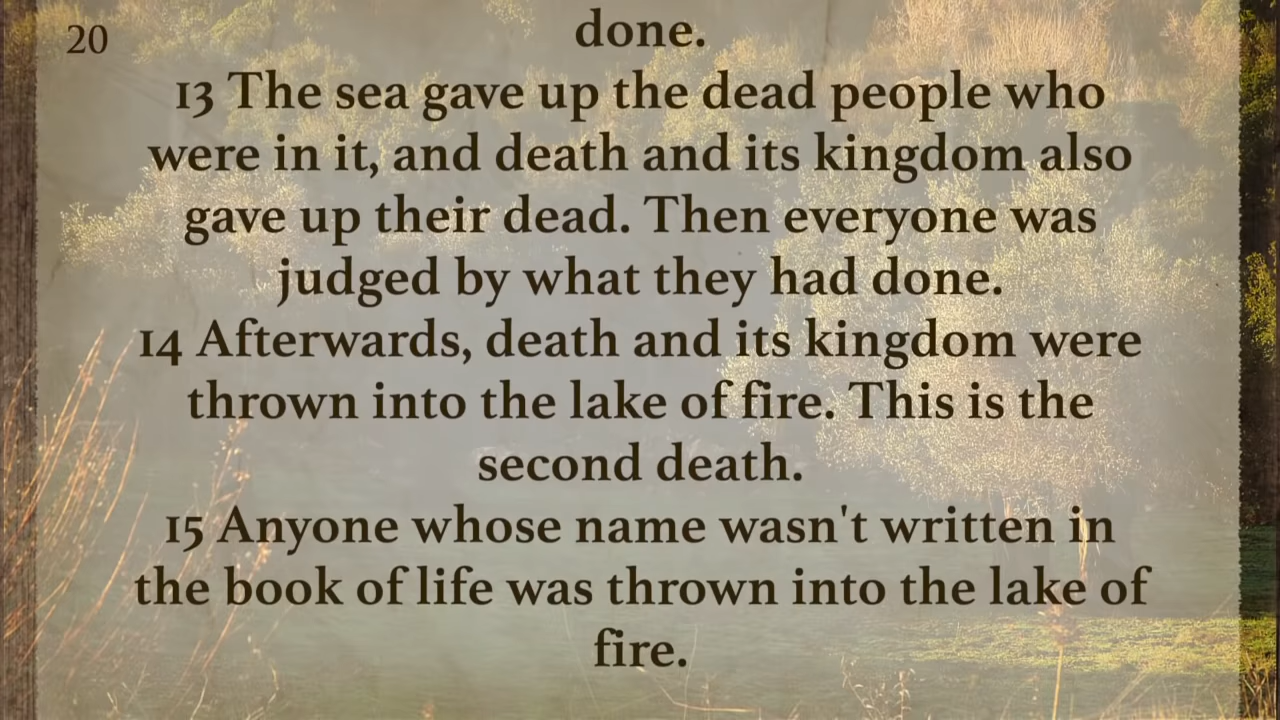 20
done.
13 The sea gave up the dead people who
were in it, and death and its kingdom also
gave up their dead. Then everyone was
judged by what they had done.
14 Afterwards, death and its kingdom were
thrown into the lake of fire. This is the
second death.
15 Anyone whose name wasn't written in
the book of life was thrown into the lake of
fire.